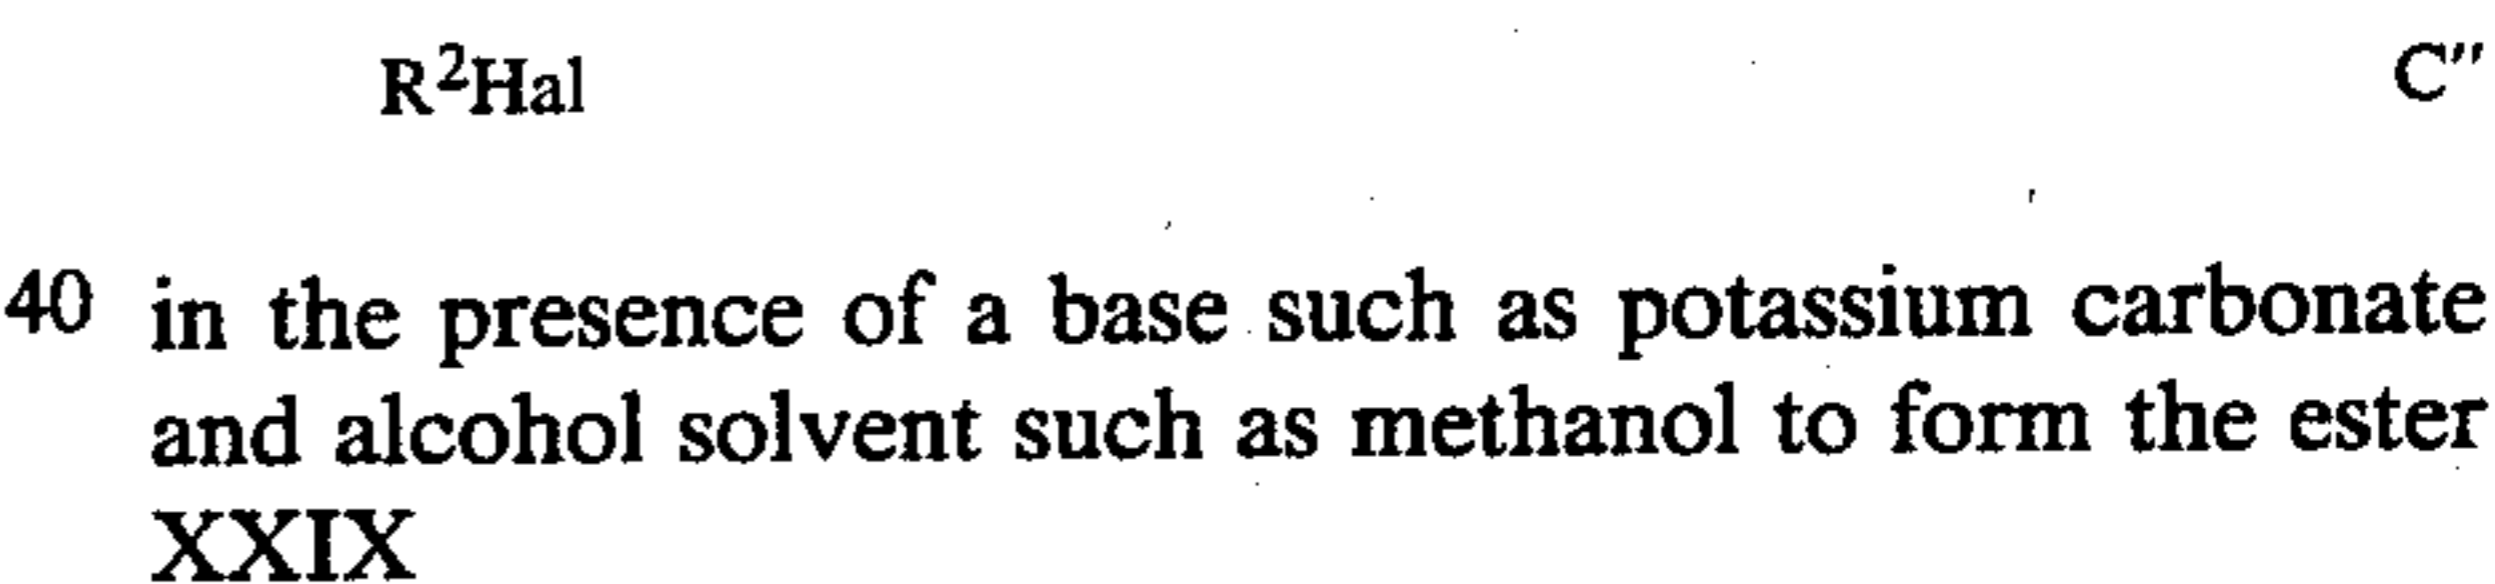 R²Hal C″
40 in the presence of a base such as potassium carbonate
and alcohol solvent such as methanol to form the ester
XXIX